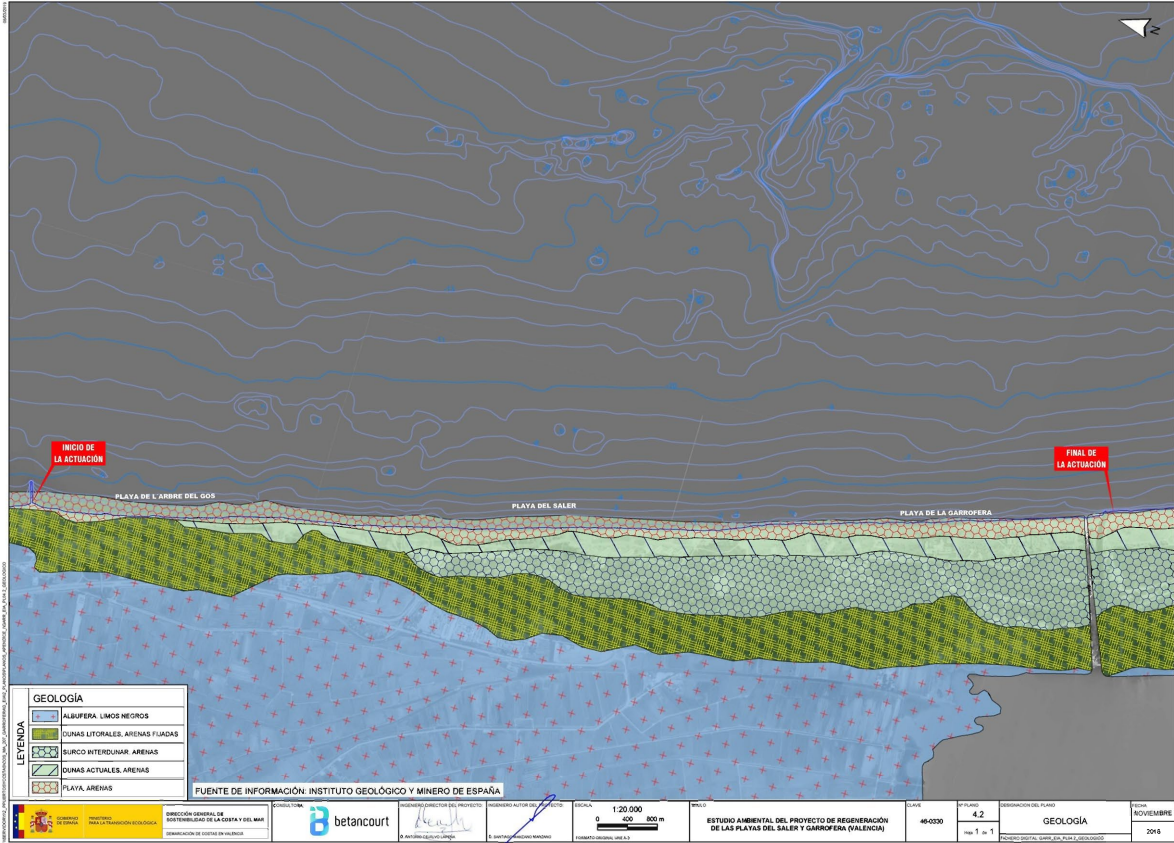 N
INICIO DE
LA ACTUACIÓN
FINAL DE
LA ACTUACIÓN
PLAYA DE L'ARBRE DEL GOS
PLAYA DEL SALER
PLAYA DE LA GARROFERA
LEYENDA
GEOLOGÍA
ALBUFERA. LIMOS NEGROS
DUNAS LITORALES, ARENAS FIJADAS
SURCO INTERDUNAR. ARENAS
DUNAS ACTUALES, ARENAS
PLAYA, ARENAS
FUENTE DE INFORMACIÓN: INSTITUTO GEOLÓGICO Y MINERO DE ESPAÑA
GOBIERNO
DE ESPAÑA
MINISTERIO
PARA LA TRANSICIÓN ECOLÓGICA
DIRECCIÓN GENERAL DE
SOSTENIBILIDAD DE LA COSTA Y DEL MAR
DEMARCACIÓN DE COSTAS EN VALENCIA
CONSULTORA
betancourt
INGENIERO DIRECTOR DEL PROYECTO:
INGENIERO AUTOR DEL PROYECTO:
D. SANTIAGO MANZANO
ESCALA
1:20.000
0 400 800 m
FORMATO ORIGINAL UNE A-3
TÍTULO
ESTUDIO AMBIENTAL DEL PROYECTO DE REGENERACIÓN
DE LAS PLAYAS DEL SALER Y GARROFERA (VALENCIA)
CLAVE
46-0330
Nº PLANO
4.2
Hoja 1 de 1
DESIGNACIÓN DEL PLANO
GEOLOGÍA
FECHA
NOVIEMBRE
2018